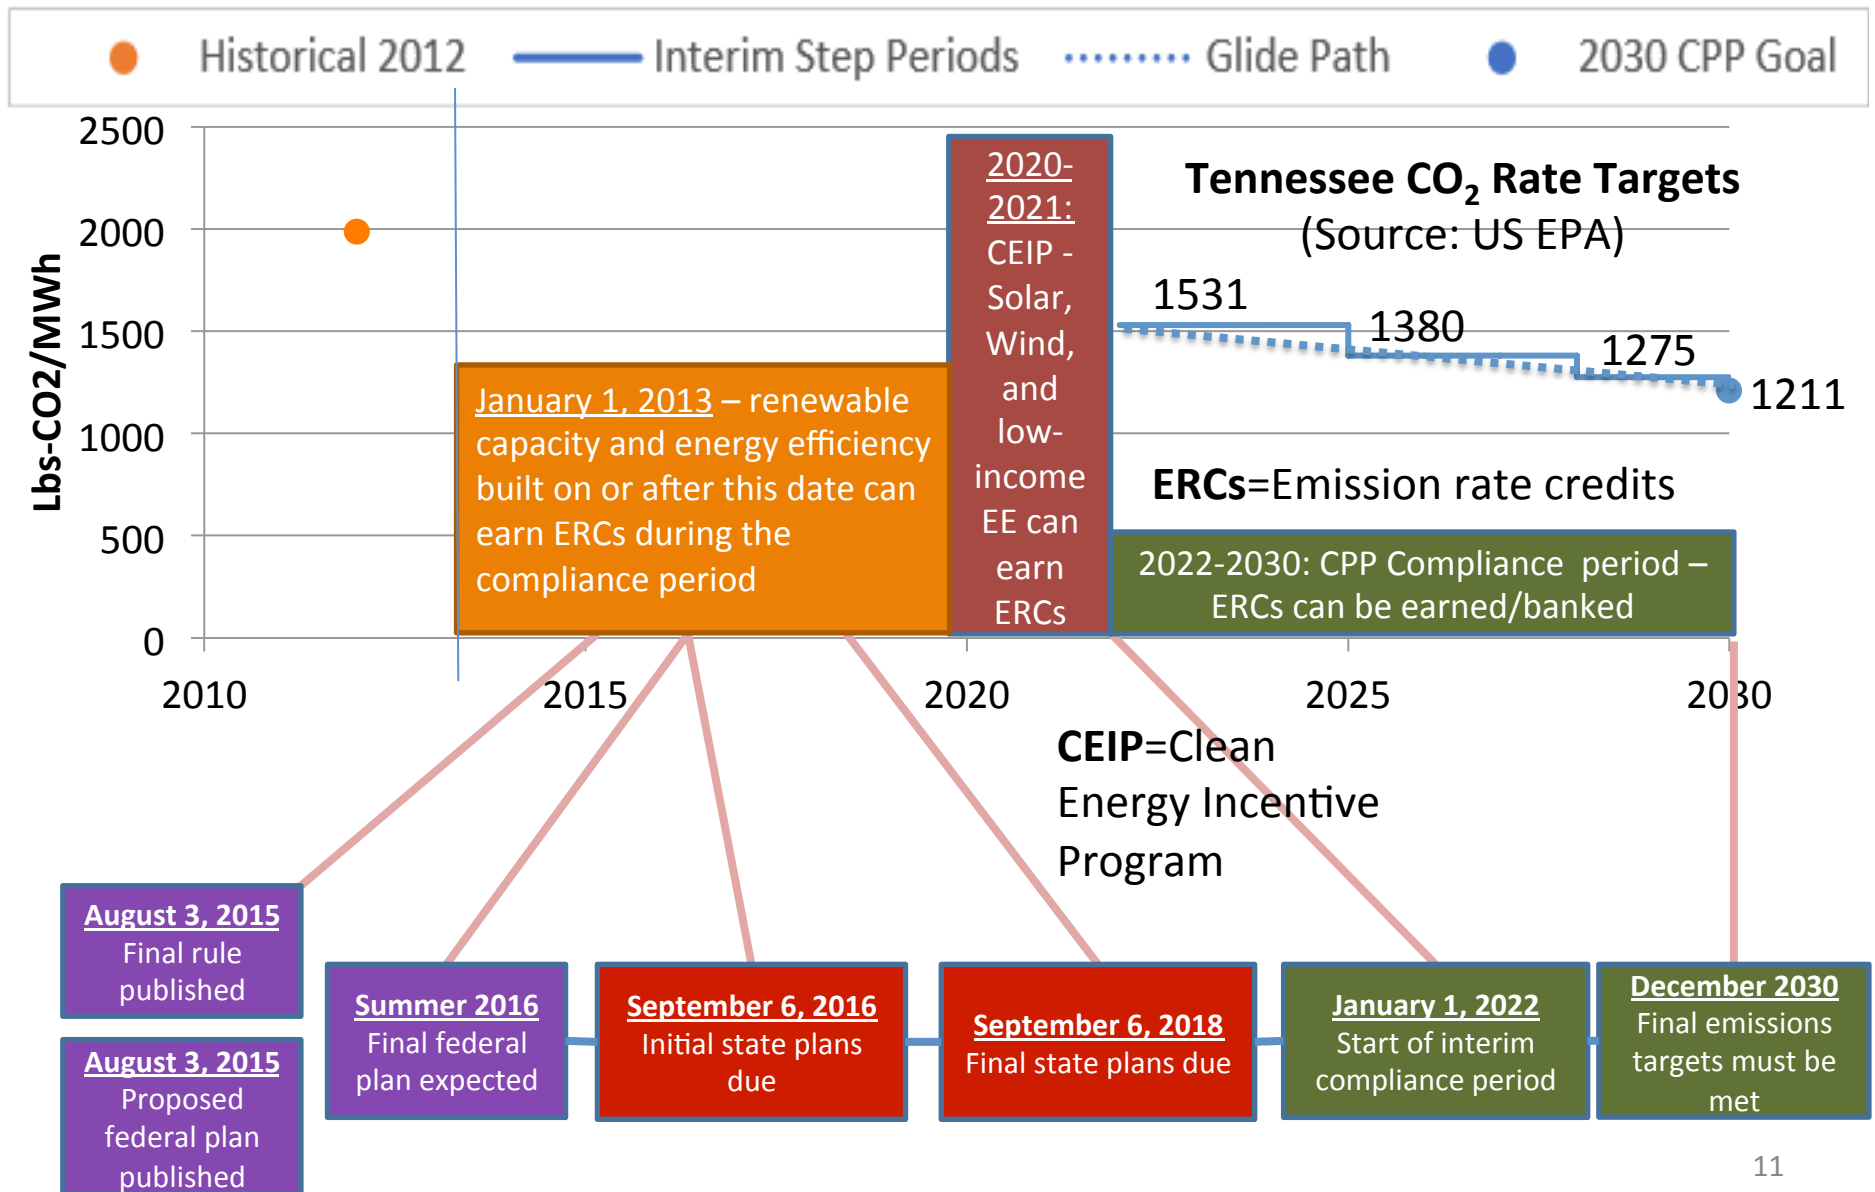 Historical 2012 Interim Step Periods Glide Path 2030 CPP Goal
2500
2000
1500
1000
500
0
Lbs-CO2/MWh
2010 2015 2020 2025 2030
Tennessee CO₂ Rate Targets
(Source: US EPA)
1531
1380
1275
1211
January 1, 2013 – renewable
capacity and energy efficiency
built on or after this date can
earn ERCs during the
compliance period
2020-
2021:
CEIP -
Solar,
Wind,
and
low-
income
EE can
earn
ERCs
ERCs=Emission rate credits
2022-2030: CPP Compliance period –
ERCs can be earned/banked
CEIP=Clean
Energy Incentive
Program
August 3, 2015
Final rule
published
August 3, 2015
Proposed
federal plan
published
Summer 2016
Final federal
plan expected
September 6, 2016
Initial state plans
due
September 6, 2018
Final state plans due
January 1, 2022
Start of interim
compliance period
December 2030
Final emissions
targets must be
met
11